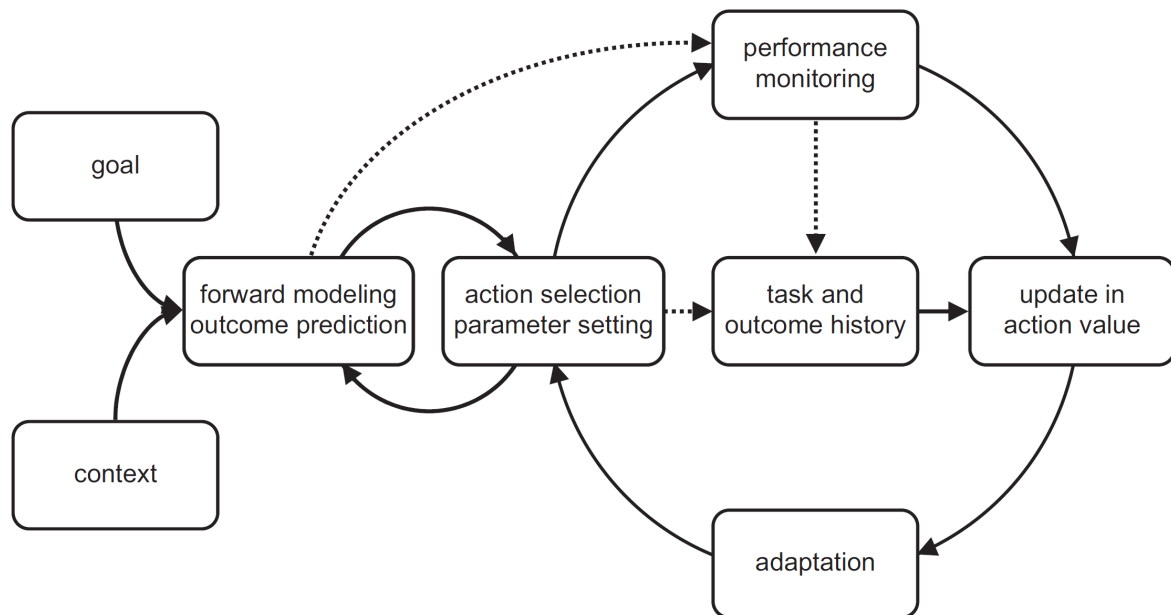 performance
monitoring
goal
forward modeling
outcome prediction
action selection
parameter setting
task and
outcome history
update in
action value
context
adaptation